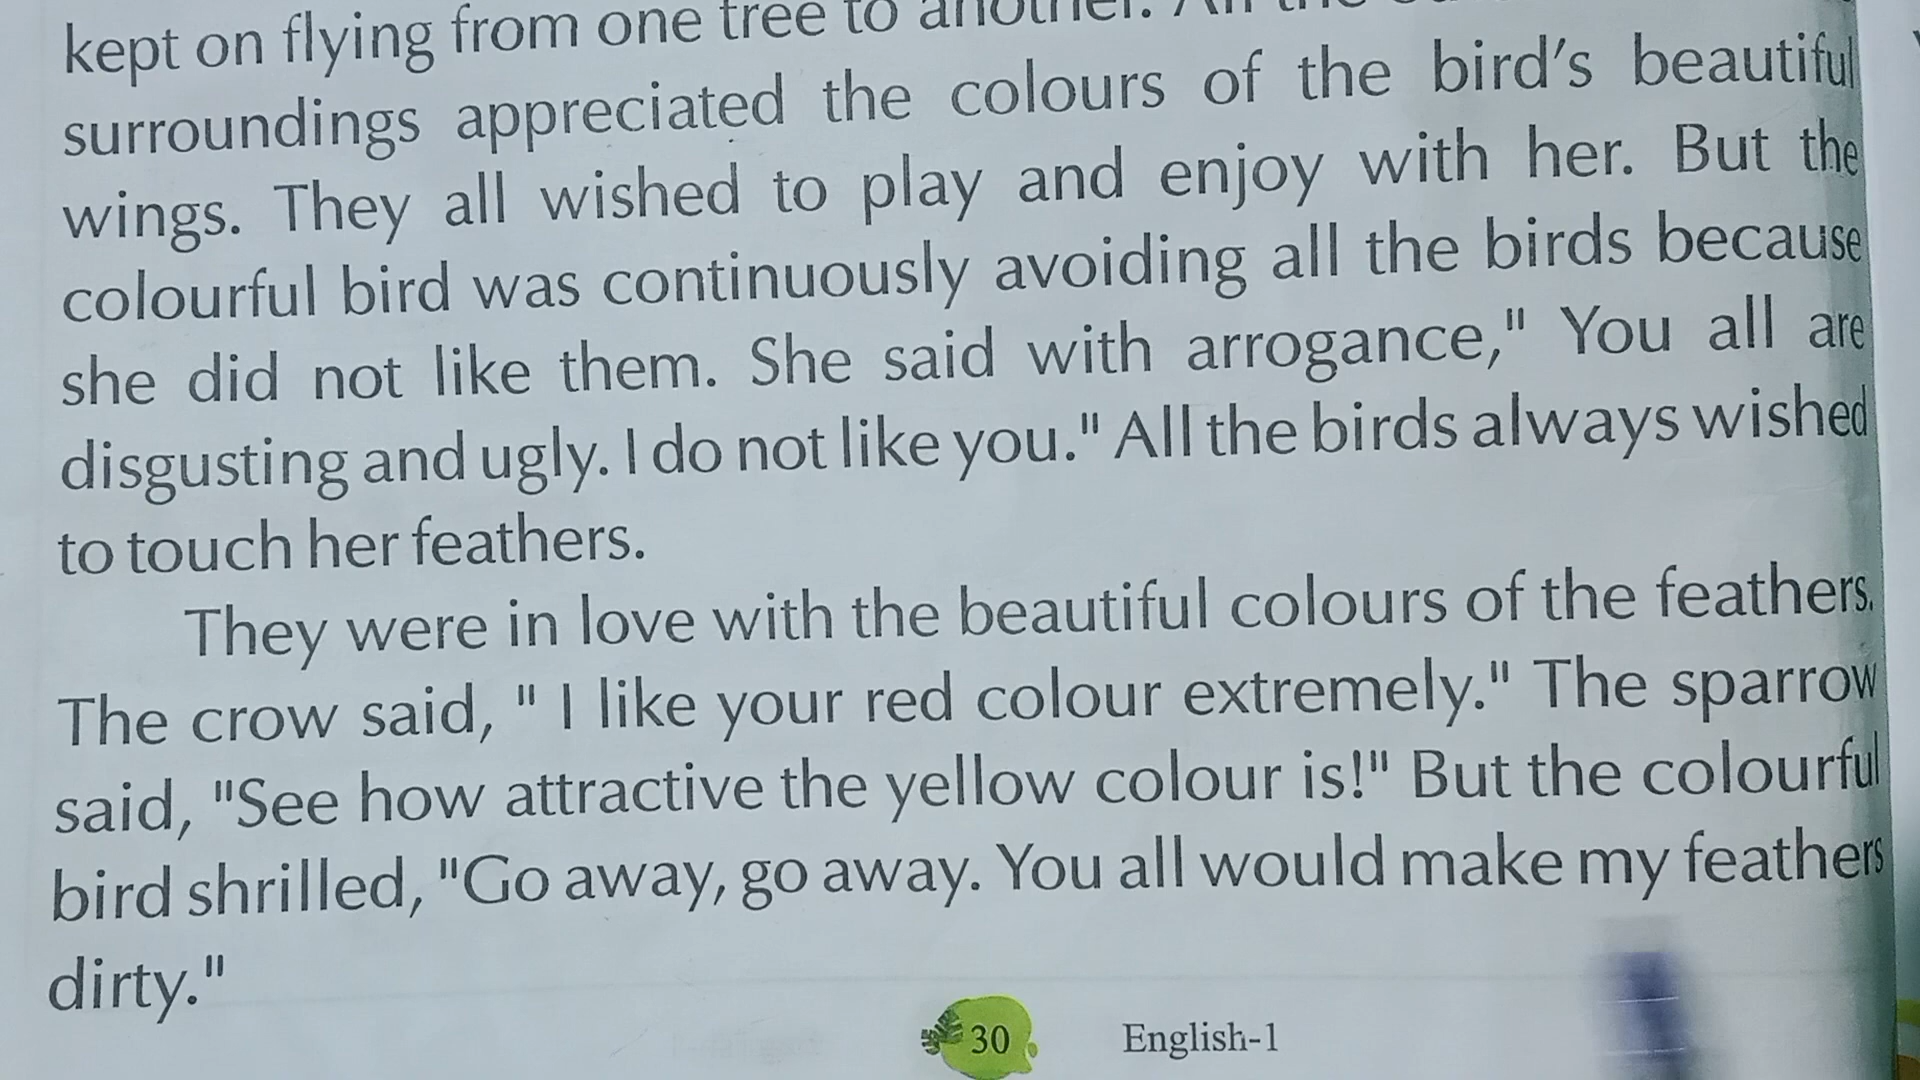 kept on flying from one tree to another. All the
surroundings appreciated the colours of the bird's beautiful
wings. They all wished to play and enjoy with her. But the
colourful bird was continuously avoiding all the birds because
she did not like them. She said with arrogance," You all are
disgusting and ugly. I do not like you." All the birds always wished
to touch her feathers.
They were in love with the beautiful colours of the feathers.
The crow said, " I like your red colour extremely." The sparrow
said, "See how attractive the yellow colour is!" But the colourful
bird shrilled, "Go away, go away. You all would make my feathers
dirty."
30 English-1